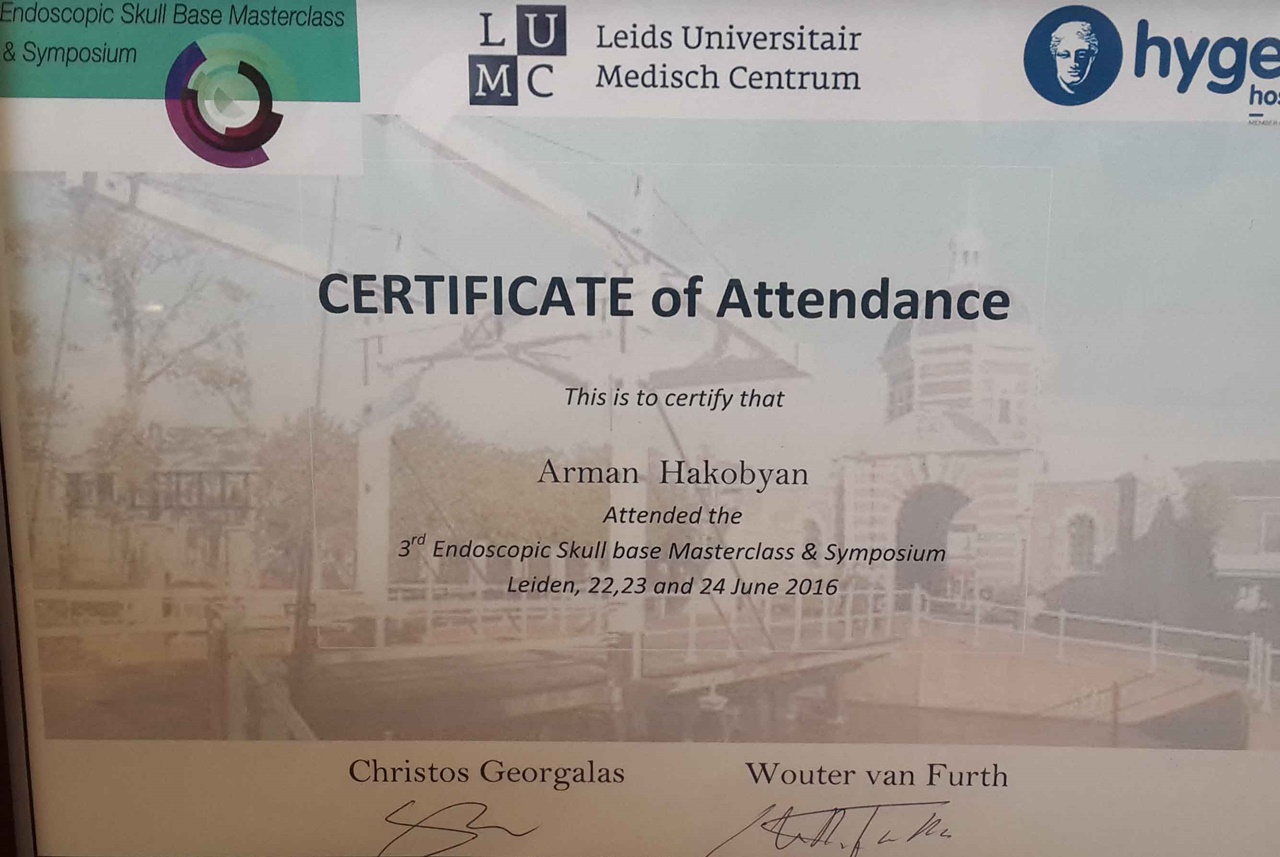 Endoscopic Skull Base Masterclass
& Symposium
L U
M C
Leids Universitair
Medisch Centrum
hyge
hos
CERTIFICATE of Attendance
This is to certify that
Arman Hakobyan
Attended the
3rd Endoscopic Skull base Masterclass & Symposium
Leiden, 22,23 and 24 June 2016
Christos Georgalas
Wouter van Furth